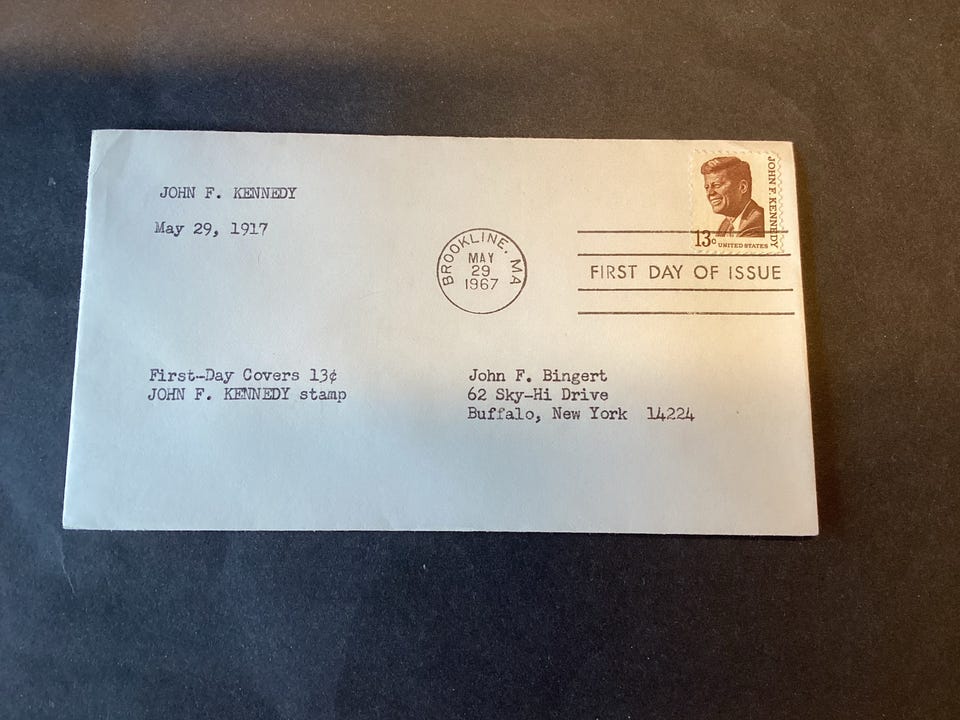 JOHN F. KENNEDY
May 29, 1917
JOHN F. KENNEDY
13c UNITED STATES
BROOKLINE, MA
MAY
29
1967
FIRST DAY OF ISSUE
First-Day Covers 13¢
JOHN F. KENNEDY stamp
John F. Bingert
62 Sky-Hi Drive
Buffalo, New York 14224